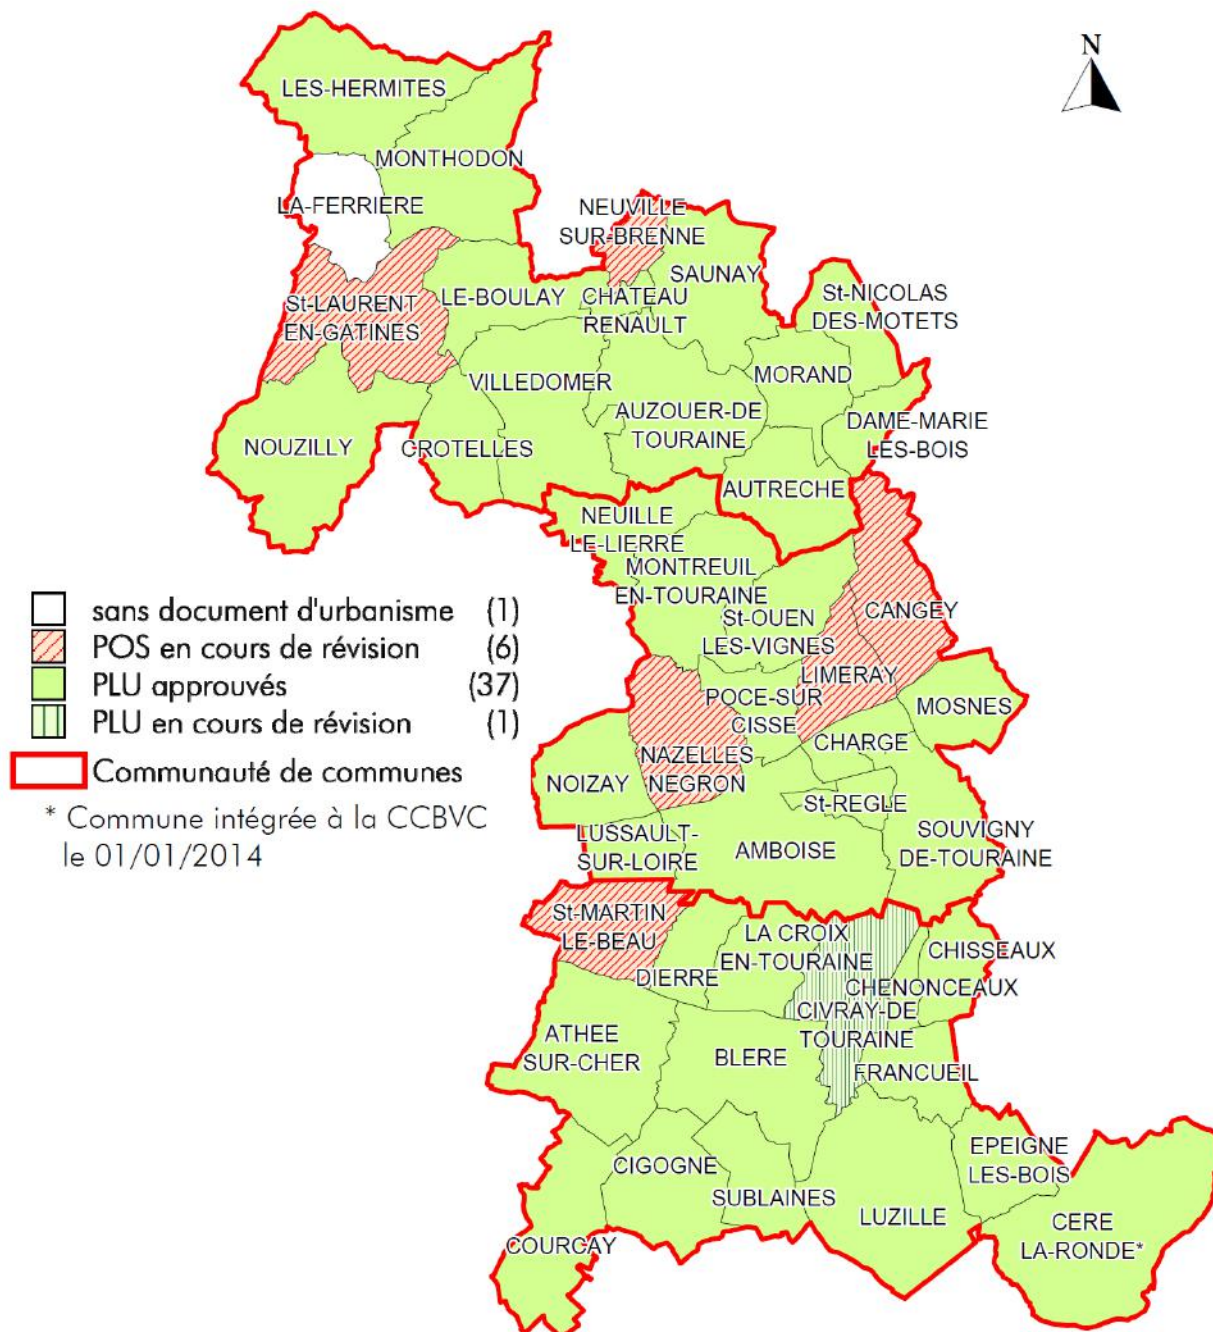 N
LES-HERMITES
MONTHODON
LA-FERRIERE
NEUVILLE
SUR-BRENNE
SAUNAY
St-LAURENT
EN-GATINES
LE-BOULAY
CHATEAU
RENAULT
St-NICOLAS
DES-MOTETS
VILLEDOMER
MORAND
AUZOUER-DE
TOURAINE
DAME-MARIE
LES-BOIS
NOUZILLY
CROTELLES
AUTRECHE
NEUILLE
LE-LIERRE
MONTREUIL
EN-TOURAINE
St-OUEN
LES-VIGNES
CANGEY
LIMERAY
sans document d'urbanisme (1)
POS en cours de révision (6)
PLU approuvés (37)
PLU en cours de révision (1)
Communauté de communes
* Commune intégrée à la CCBVC
le 01/01/2014
POCE-SUR
CISSE
MOSNES
CHARGE
NAZELLES
NEGRON
NOIZAY
St-REGLE
LUSSAULT-
SUR-LOIRE
AMBOISE
SOUVIGNY
DE-TOURAINE
St-MARTIN
LE-BEAU
DIERRE
LA CROIX
EN-TOURAINE
CHISSEAUX
CHENONCEAUX
CIVRAY-DE
TOURAINE
ATHEE
SUR-CHER
BLERE
FRANCUEIL
EPEIGNE
LES-BOIS
CIGOGNE
SUBLAINES
LUZILLE
CERE
LA-RONDE*
COURCAY